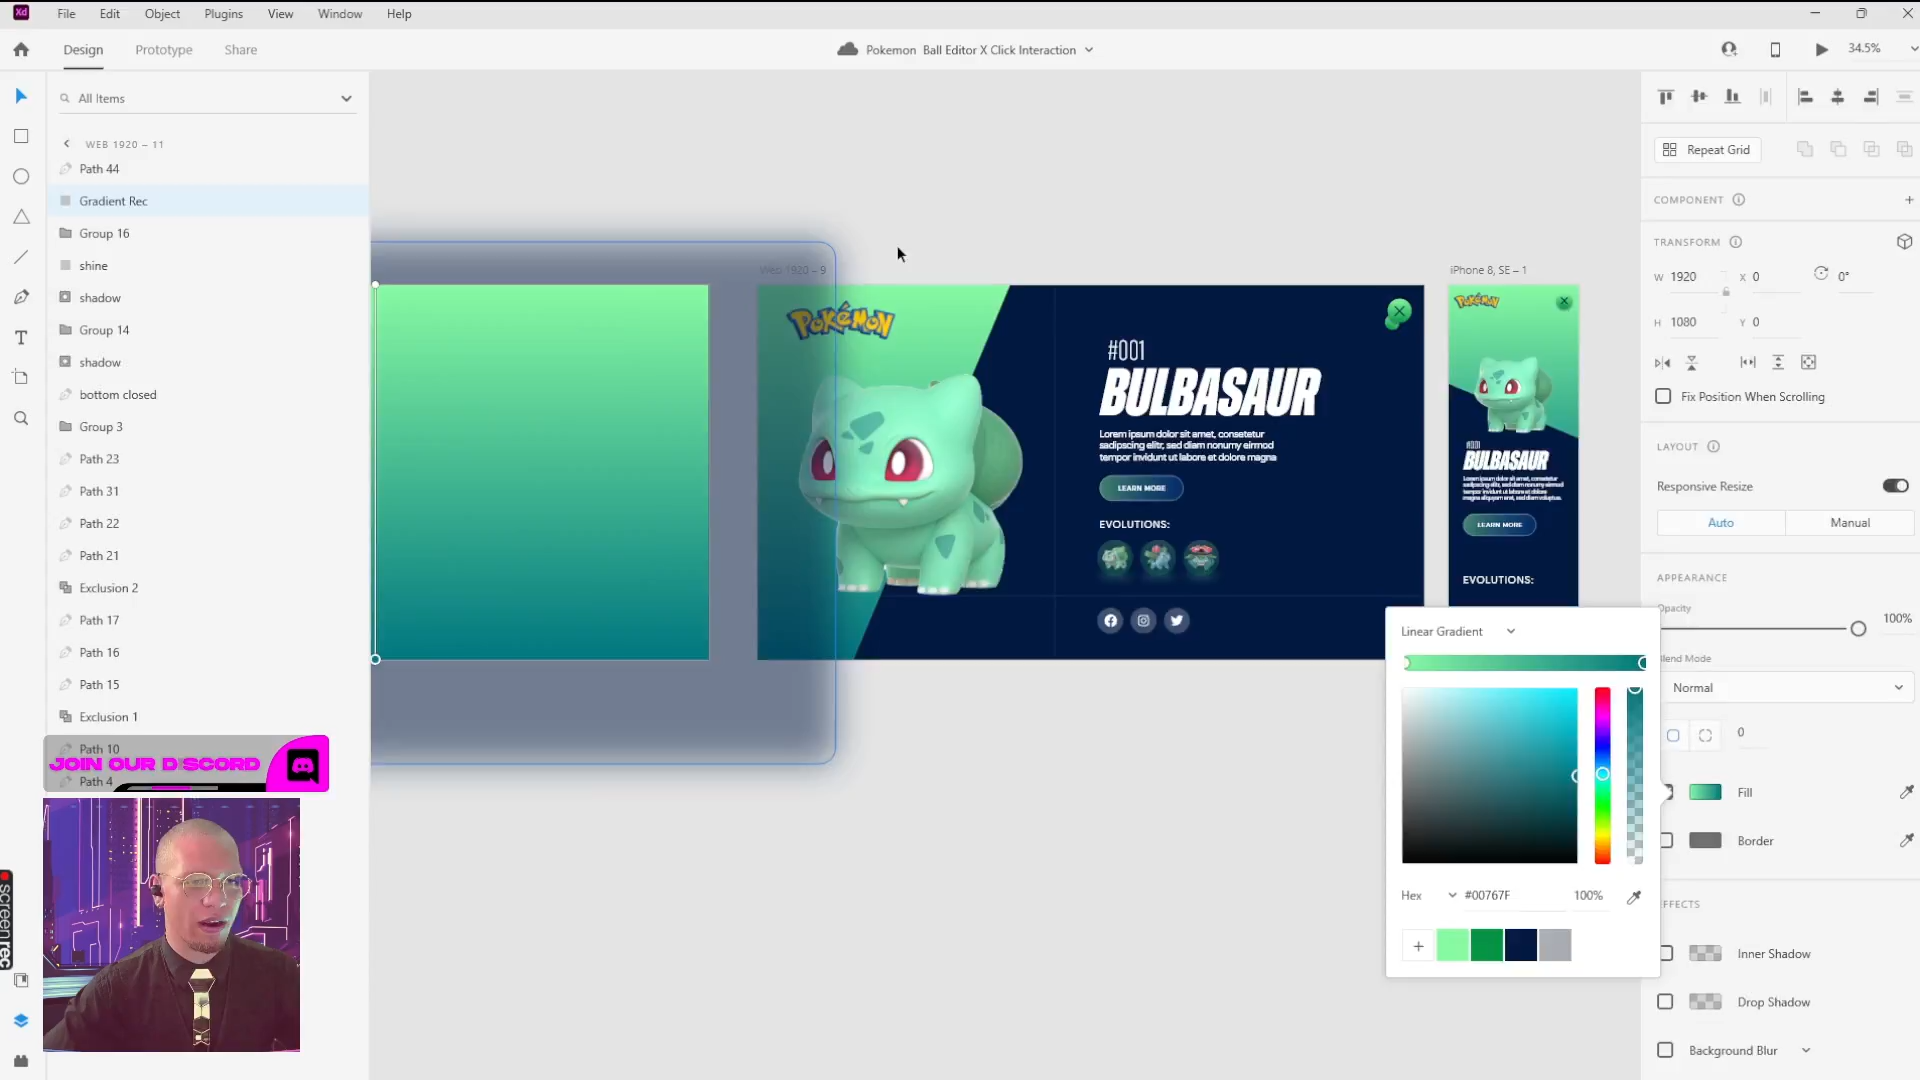 Xd
File Edit Object Plugins View Window Help
Design Prototype Share
Pokemon Ball Editor X Click Interaction
34.5%
All Items
WEB 1920 – 11
Path 44
Gradient Rec
Group 16
shine
shadow
Group 14
shadow
bottom closed
Group 3
Path 23
Path 31
Path 22
Path 21
Exclusion 2
Path 17
Path 16
Path 15
Exclusion 1
Path 10
JOIN OUR DISCORD
Path 4
screenrec
Web 1920 – 9
POKéMON
#001
BULBASAUR
Lorem ipsum dolor sit amet, consetetur
sadipscing elitr, sed diam nonumy eirmod
tempor invidunt ut labore et dolore magna
LEARN MORE
EVOLUTIONS:
iPhone 8, SE – 1
POKéMON
#001
BULBASAUR
LEARN MORE
EVOLUTIONS:
Linear Gradient
Hex #00767F 100%
Repeat Grid
COMPONENT
TRANSFORM
W 1920 X 0 0°
H 1080 Y 0
Fix Position When Scrolling
LAYOUT
Responsive Resize
Auto Manual
APPEARANCE
Opacity
100%
lend Mode
Normal
0
Fill
Border
FFECTS
Inner Shadow
Drop Shadow
Background Blur